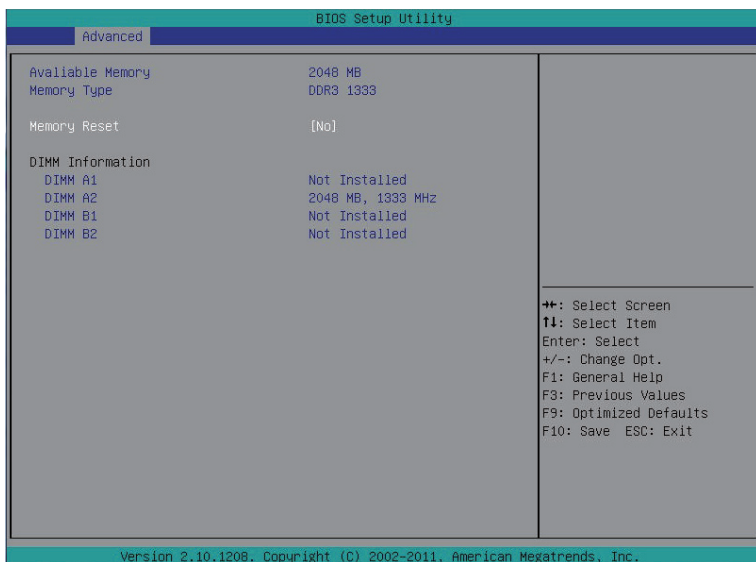 BIOS Setup Utility
Advanced
Avaliable Memory 2048 MB
Memory Type DDR3 1333
Memory Reset [No]
DIMM Information
DIMM A1 Not Installed
DIMM A2 2048 MB, 1333 MHz
DIMM B1 Not Installed
DIMM B2 Not Installed
→←: Select Screen
↑↓: Select Item
Enter: Select
+/-: Change Opt.
F1: General Help
F3: Previous Values
F9: Optimized Defaults
F10: Save ESC: Exit
Version 2.10.1208. Copyright (C) 2002-2011, American Megatrends, Inc.